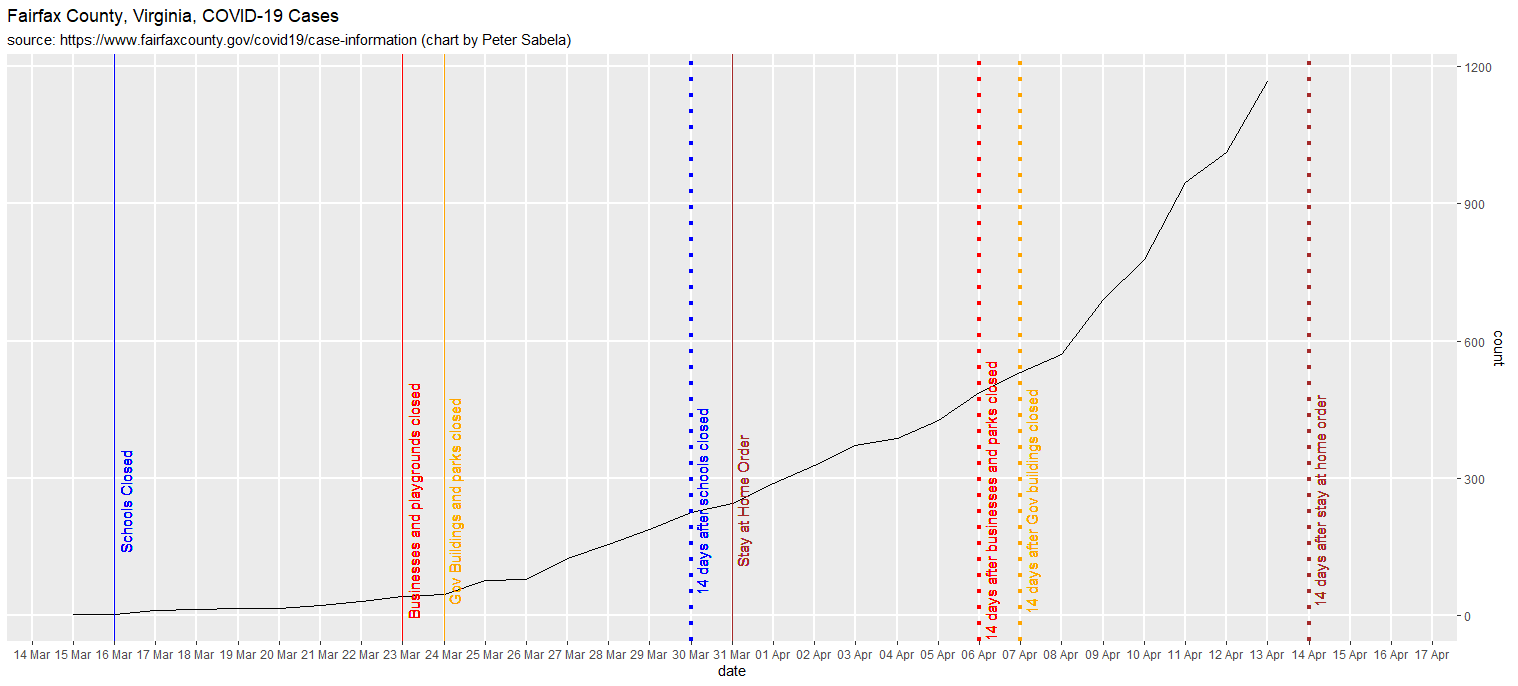 Fairfax County, Virginia, COVID-19 Cases
source: https://www.fairfaxcounty.gov/covid19/case-information (chart by Peter Sabela)
Schools Closed
Businesses and playgrounds closed
Gov Buildings and parks closed
14 days after schools closed
Stay at Home Order
14 days after businesses and parks closed
14 days after Gov buildings closed
14 days after stay at home order
1200
900
600
300
0
count
14 Mar 15 Mar 16 Mar 17 Mar 18 Mar 19 Mar 20 Mar 21 Mar 22 Mar 23 Mar 24 Mar 25 Mar 26 Mar 27 Mar 28 Mar 29 Mar 30 Mar 31 Mar 01 Apr 02 Apr 03 Apr 04 Apr 05 Apr 06 Apr 07 Apr 08 Apr 09 Apr 10 Apr 11 Apr 12 Apr 13 Apr 14 Apr 15 Apr 16 Apr 17 Apr
date